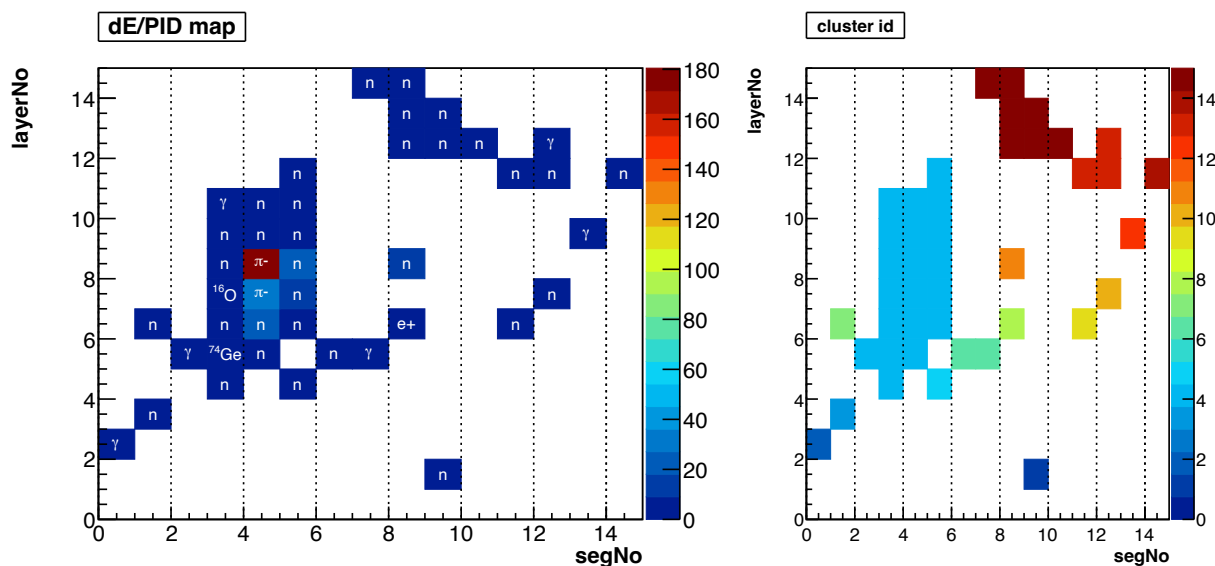 dE/PID map
layerNo
14
12
10
8
6
4
2
0
n n
n n
n n n γ
n n n n
γ n n
n n n γ
n π- n n
¹⁶O π- n n
n n n n e+ n
γ ⁷⁴Ge n n γ
n n
n
γ
n
0 2 4 6 8 10 12 14
segNo
180
160
140
120
100
80
60
40
20
0
cluster id
layerNo
14
12
10
8
6
4
2
0
0 2 4 6 8 10 12 14
segNo
14
12
10
8
6
4
2
0